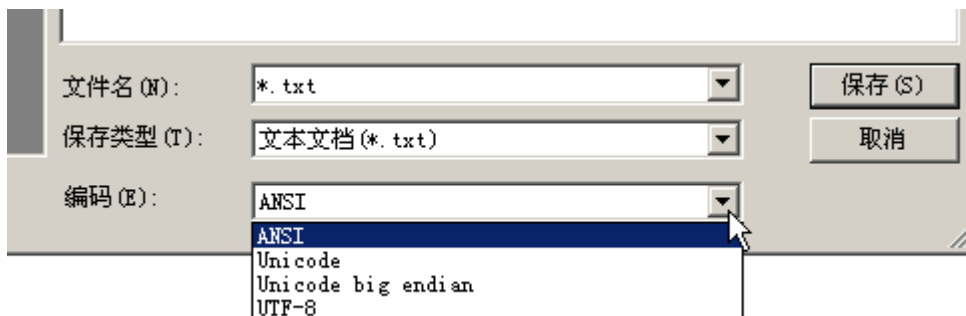 文件名(N):
*.txt
保存(S)
保存类型(T):
文本文档(*.txt)
取消
编码(E):
ANSI
ANSI
Unicode
Unicode big endian
UTF-8